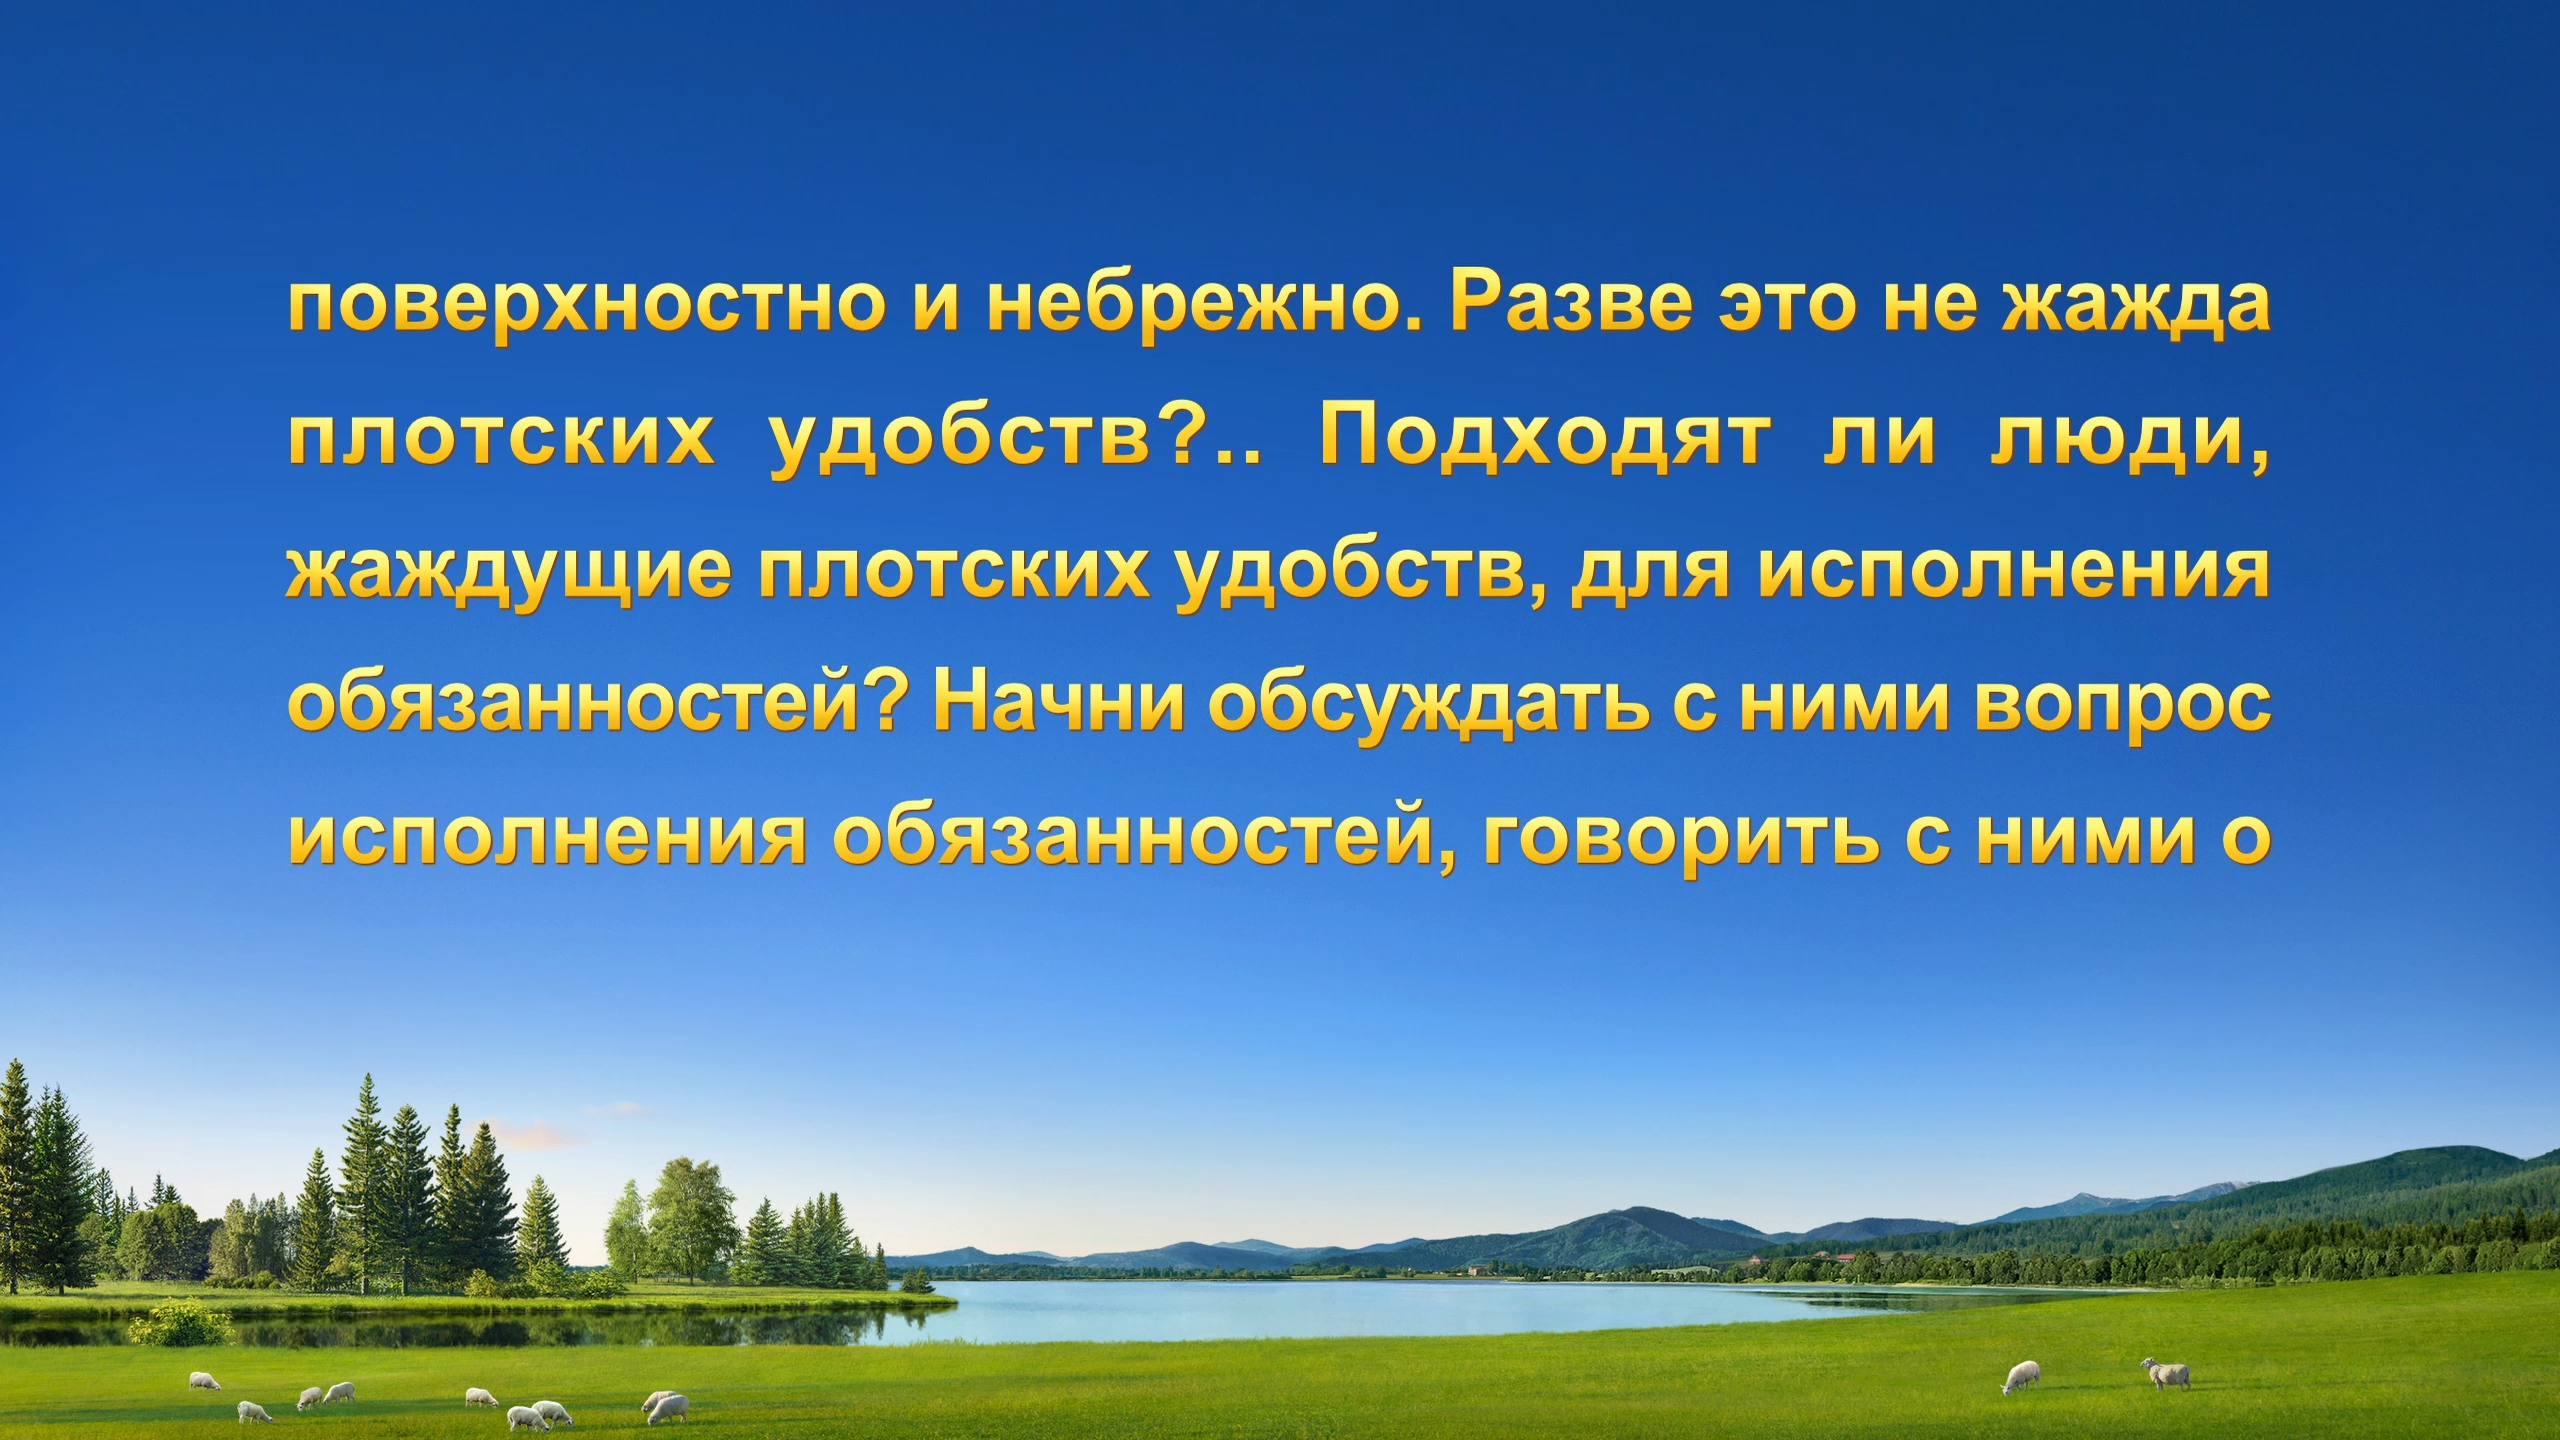 поверхностно и небрежно. Разве это не жажда
плотских удобств?.. Подходят ли люди,
жаждущие плотских удобств, для исполнения
обязанностей? Начни обсуждать с ними вопрос
исполнения обязанностей, говорить с ними о